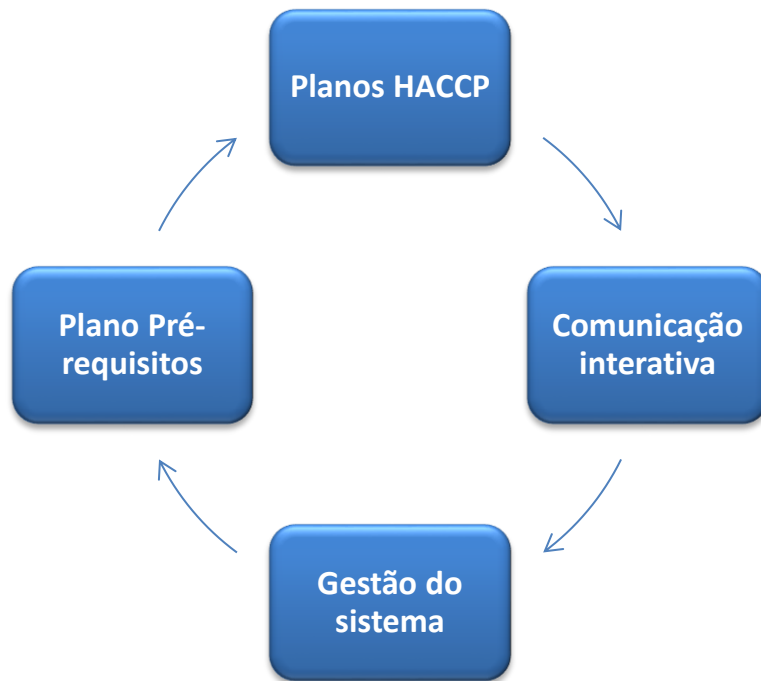 Planos HACCP
Plano Pré-
requisitos
Comunicação
interativa
Gestão do
sistema